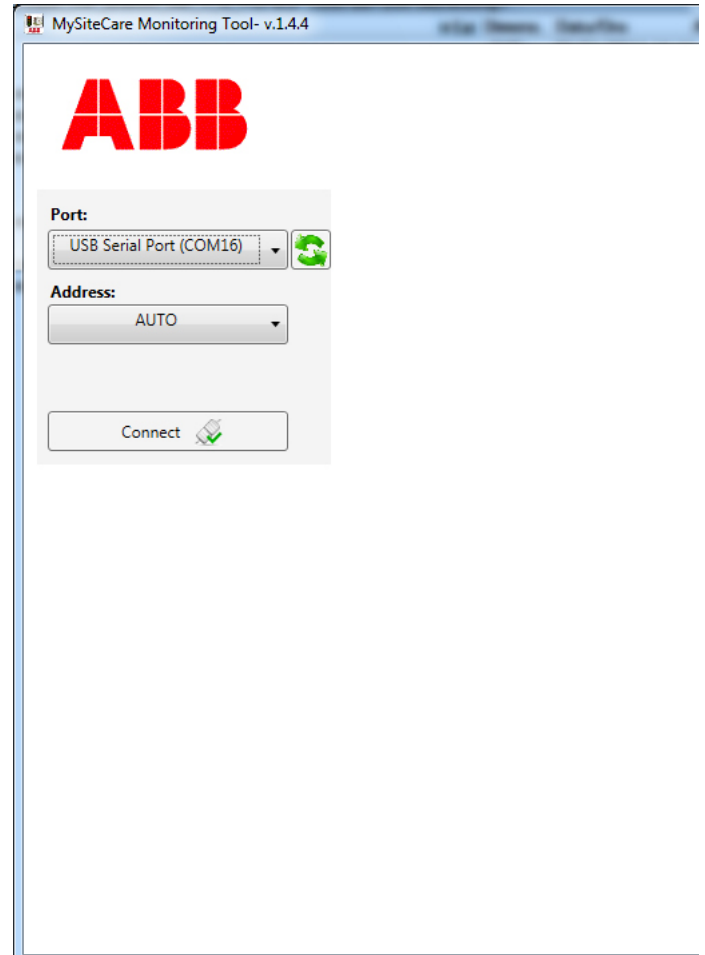 MySiteCare Monitoring Tool- v.1.4.4
ABB
Port:
USB Serial Port (COM16)
Address:
AUTO
Connect